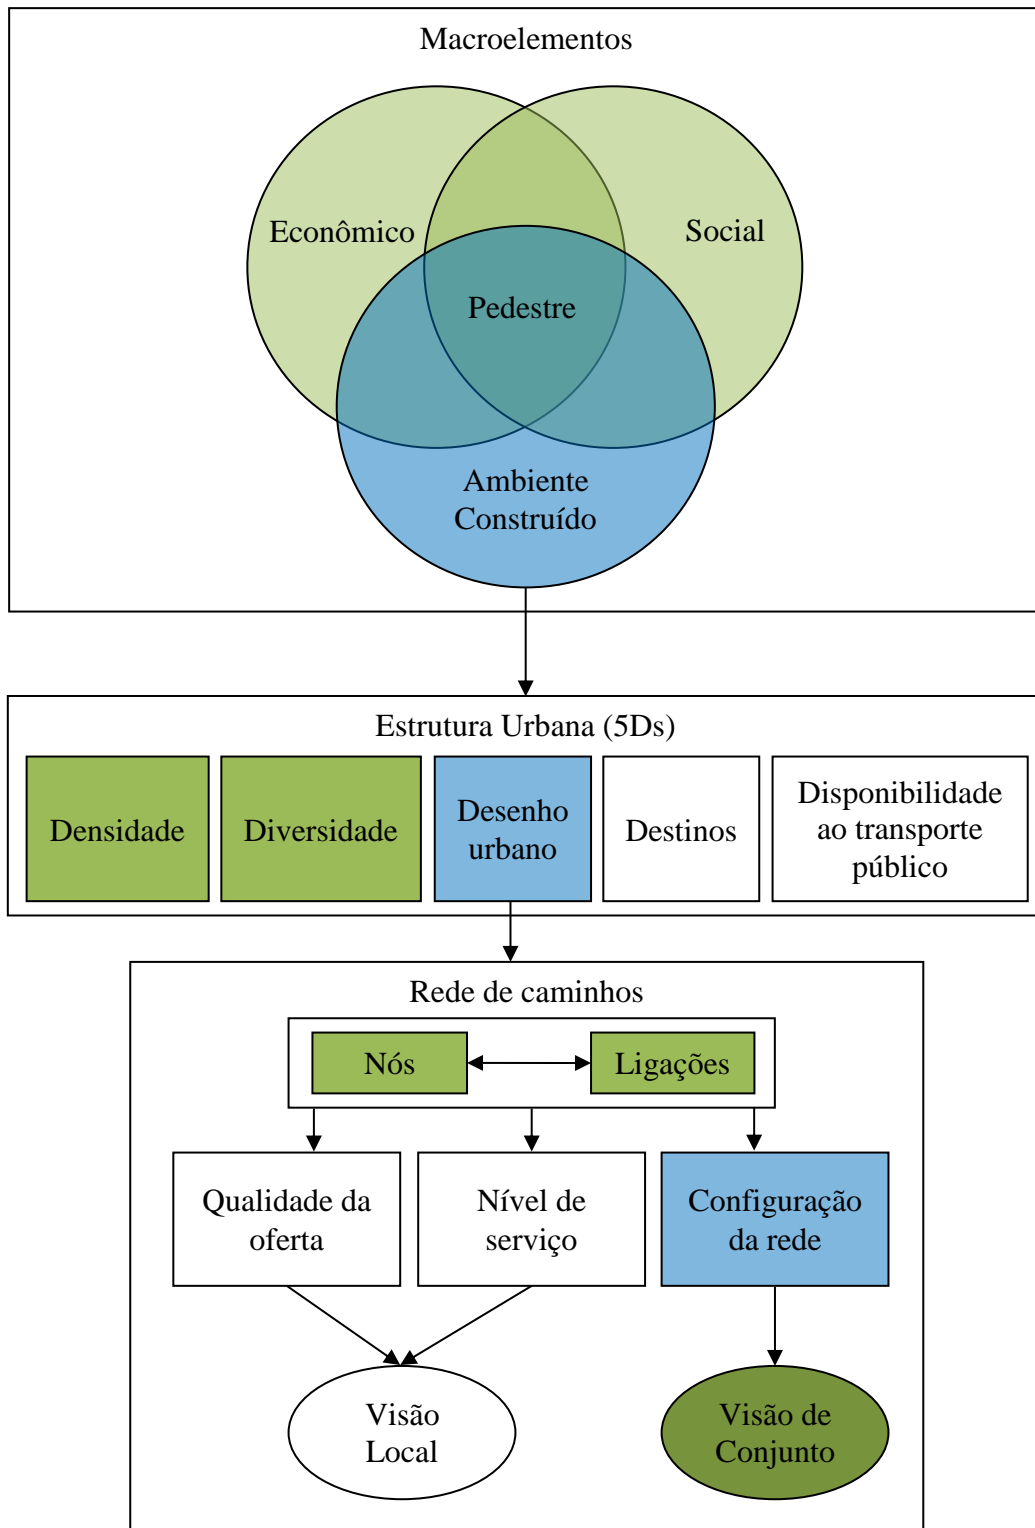 Macroelementos
Econômico
Social
Pedestre
Ambiente
Construído
Estrutura Urbana (5Ds)
Densidade
Diversidade
Desenho
urbano
Destinos
Disponibilidade
ao transporte
público
Rede de caminhos
Nós
Ligações
Qualidade da
oferta
Nível de
serviço
Configuração
da rede
Visão
Local
Visão de
Conjunto